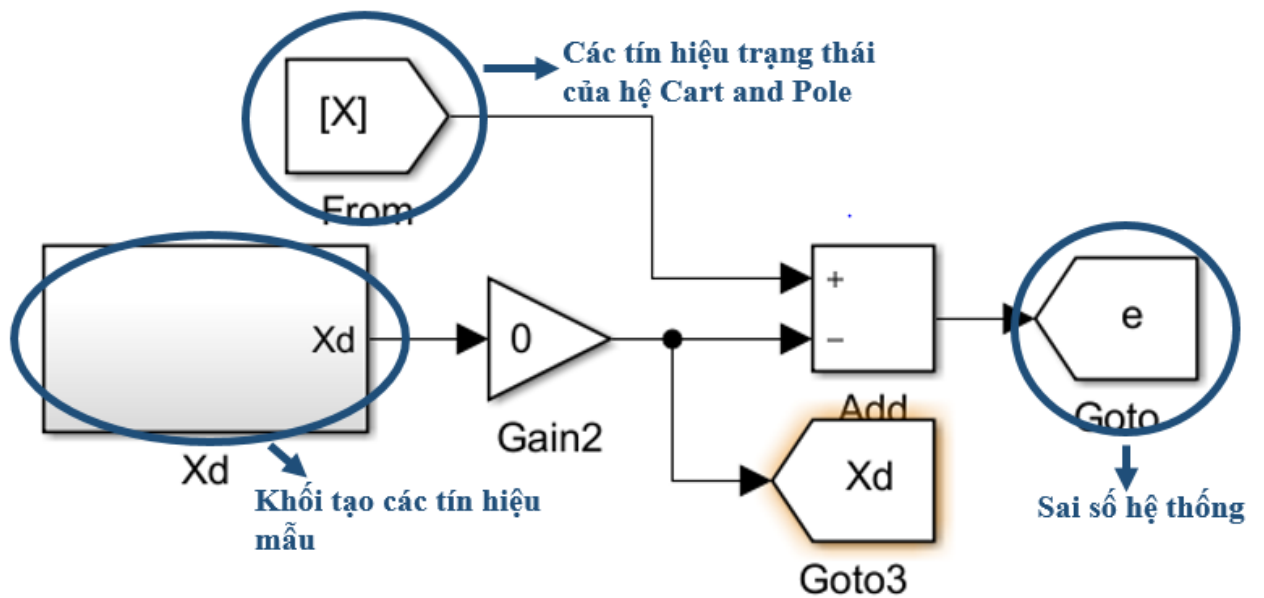 Các tín hiệu trạng thái
của hệ Cart and Pole
[X]
From
+
Xd
0
−
e
Add
Goto
Gain2
Xd
Xd
Khối tạo các tín hiệu
mẫu
Sai số hệ thống
Goto3